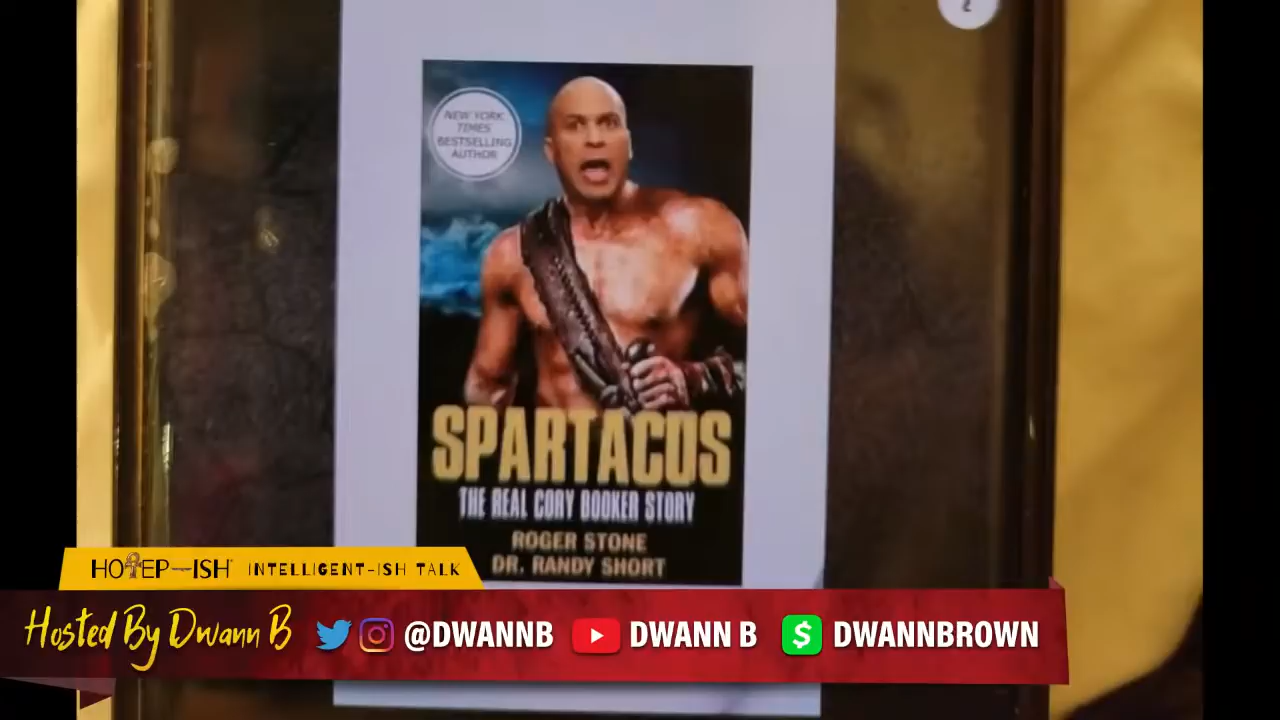 NEW YORK
TIMES
BESTSELLING
AUTHOR
SPARTACUS
THE REAL CORY BOOKER STORY
ROGER STONE
DR. RANDY SHORT
HOTEP-ISH INTELLIGENT-ISH TALK
Hosted By Dwann B @DWANNB DWANN B $ DWANNBROWN